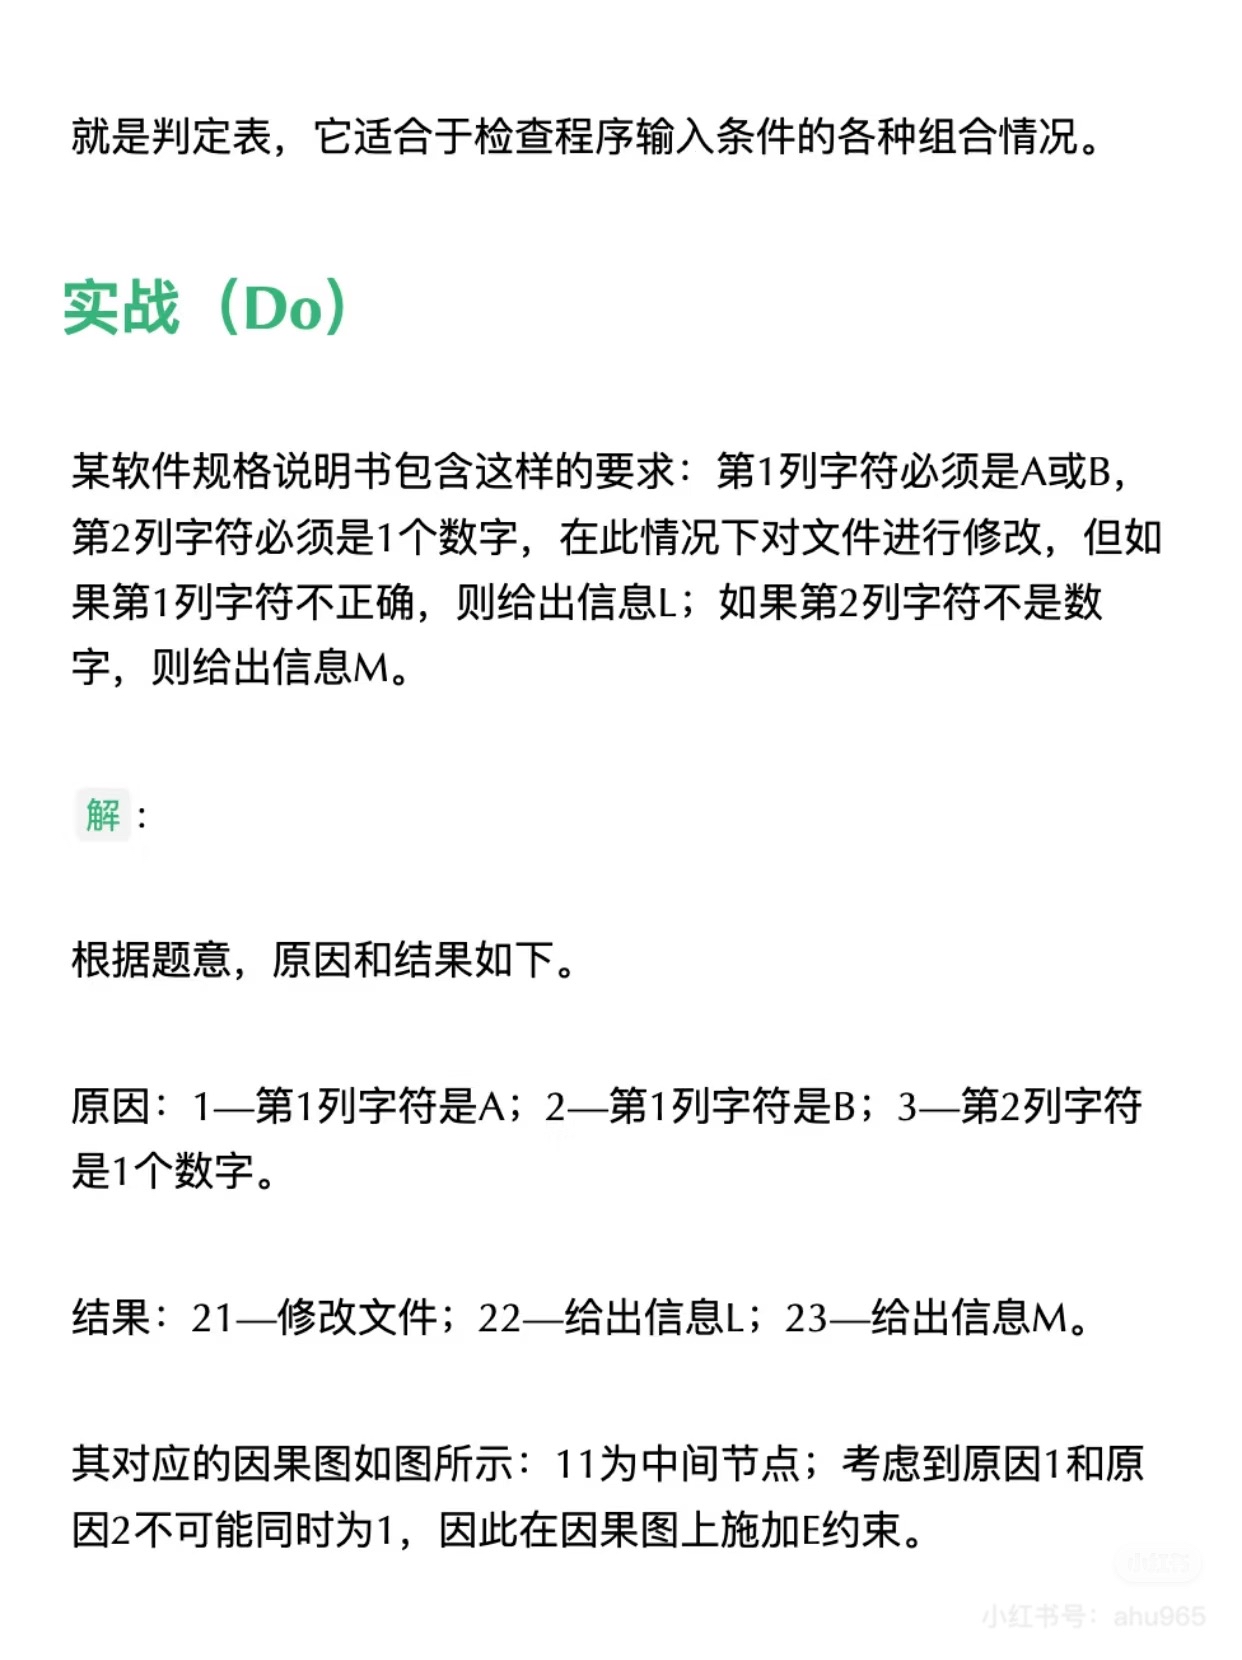 就是判定表，它适合于检查程序输入条件的各种组合情况。
实战（Do）
某软件规格说明书包含这样的要求：第1列字符必须是A或B，
第2列字符必须是1个数字，在此情况下对文件进行修改，但如
果第1列字符不正确，则给出信息L；如果第2列字符不是数
字，则给出信息M。
解：
根据题意，原因和结果如下。
原因：1—第1列字符是A；2—第1列字符是B；3—第2列字符
是1个数字。
结果：21—修改文件；22—给出信息L；23—给出信息M。
其对应的因果图如图所示：11为中间节点；考虑到原因1和原
因2不可能同时为1，因此在因果图上施加E约束。
小红书
小红书号：ahu965